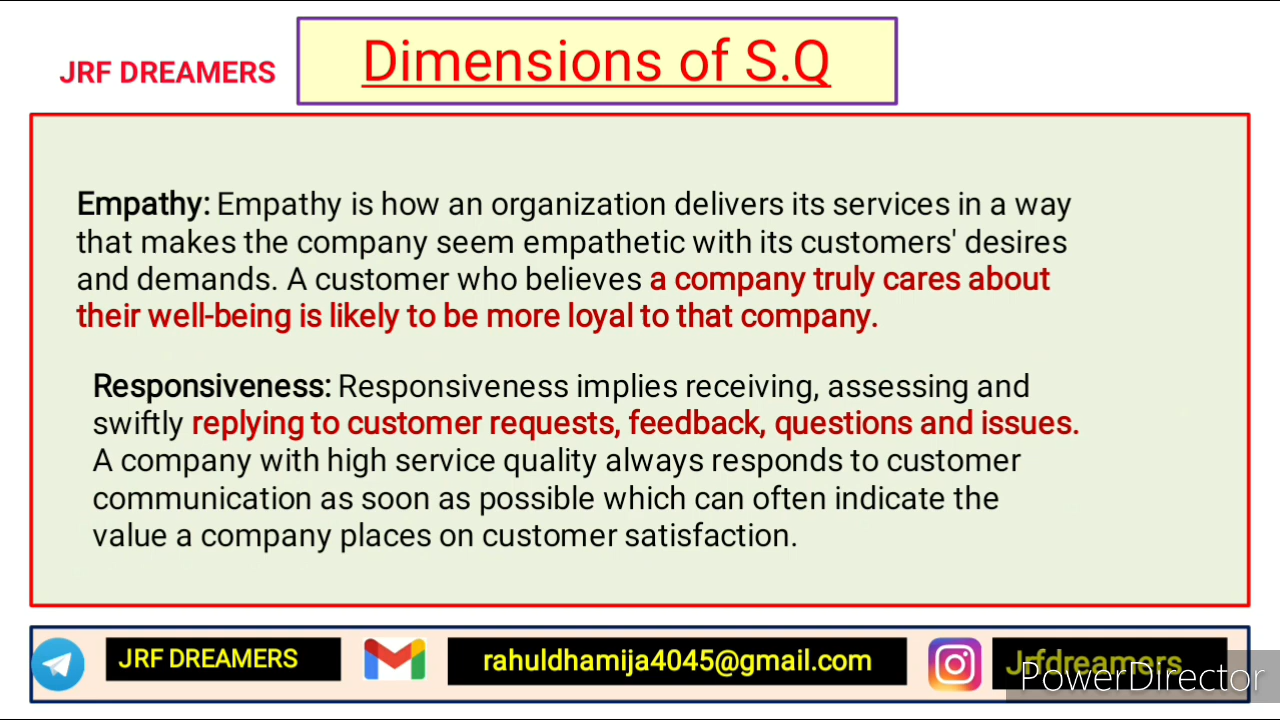 JRF DREAMERS
Dimensions of S.Q
Empathy: Empathy is how an organization delivers its services in a way
that makes the company seem empathetic with its customers' desires
and demands. A customer who believes a company truly cares about
their well-being is likely to be more loyal to that company.
Responsiveness: Responsiveness implies receiving, assessing and
swiftly replying to customer requests, feedback, questions and issues.
A company with high service quality always responds to customer
communication as soon as possible which can often indicate the
value a company places on customer satisfaction.
JRF DREAMERS
rahuldhamija4045@gmail.com
Jrfdreamers
PowerDirector